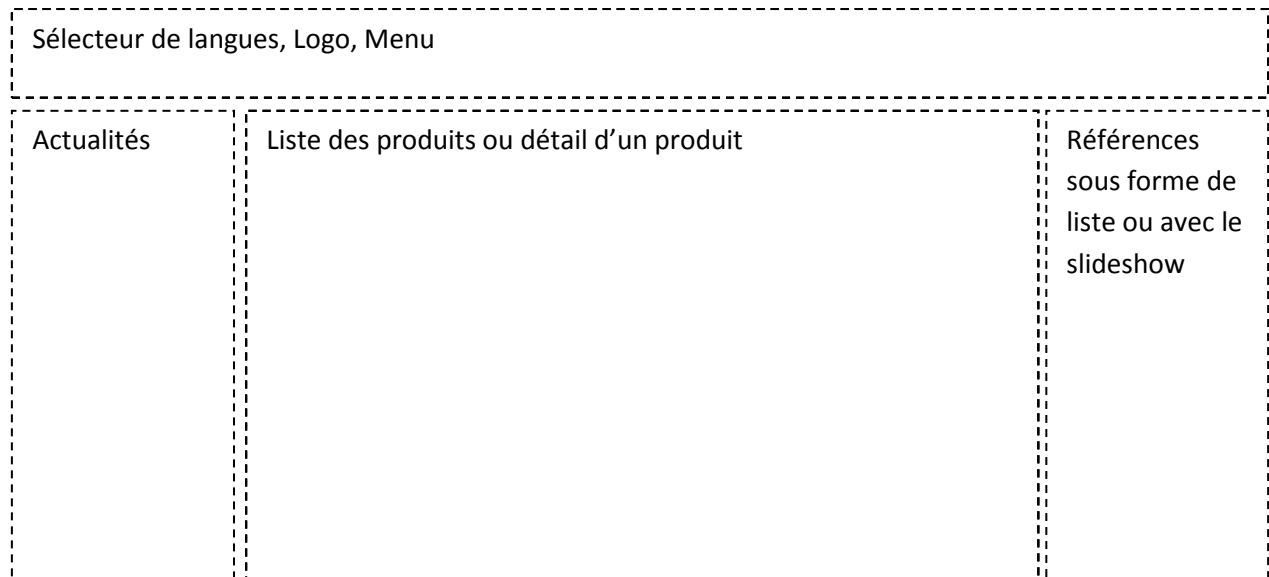 Sélecteur de langues, Logo, Menu
Actualités
Liste des produits ou détail d’un produit
Références
sous forme de
liste ou avec le
slideshow